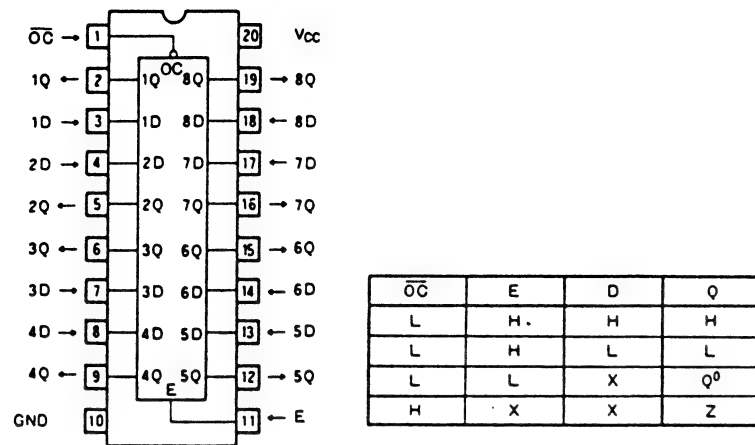 OC → 1 20 Vcc
OC
1Q ← 2 1Q 8Q 19 → 8Q
1D → 3 1D 8D 18 ← 8D
2D → 4 2D 7D 17 ← 7D
2Q ← 5 2Q 7Q 16 → 7Q
3Q ← 6 3Q 6Q 15 → 6Q
3D → 7 3D 6D 14 ← 6D
4D → 8 4D 5D 13 ← 5D
4Q ← 9 4Q 5Q 12 → 5Q
E
GND 10 11 ← E
OC E D Q
L H H H
L H L L
L L X Q⁰
H X X Z